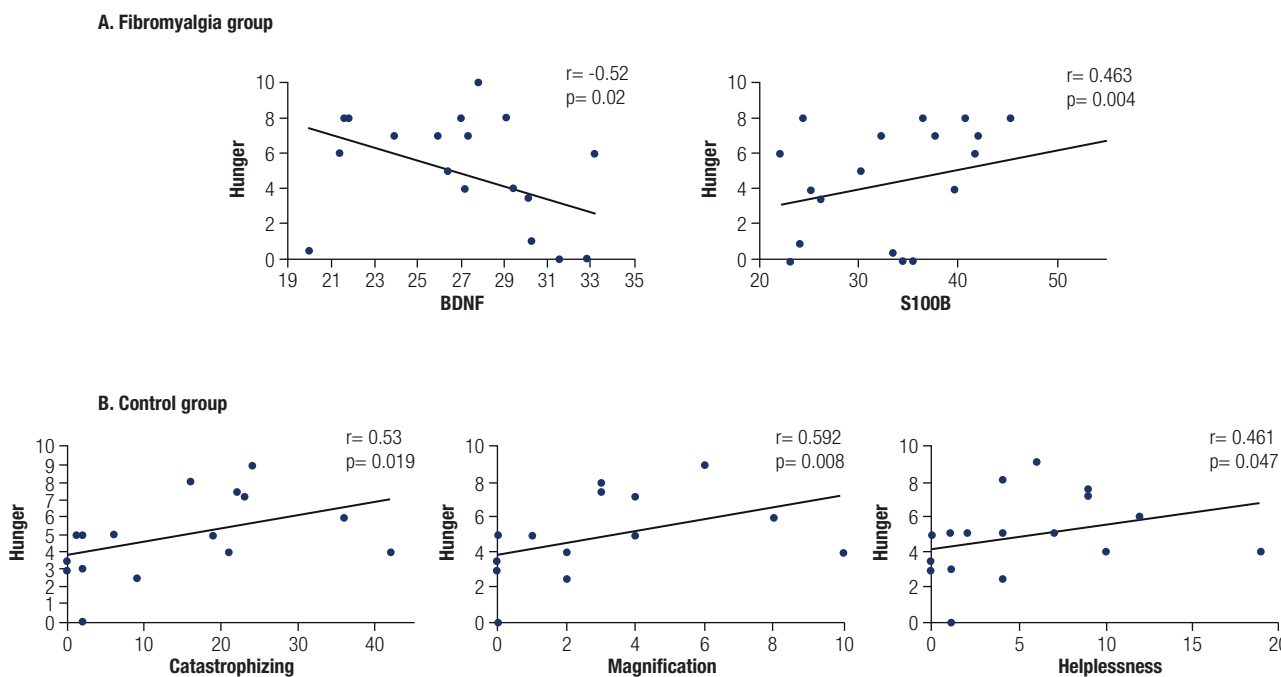 A. Fibromyalgia group
r= -0.52
p= 0.02
10
8
6
4
2
0
Hunger
19 21 23 25 27 29 31 33 35
BDNF
r= 0.463
p= 0.004
10
8
6
4
2
0
Hunger
20 30 40 50
S100B
B. Control group
r= 0.53
p= 0.019
10
9
8
7
6
5
4
3
2
1
0
Hunger
0 10 20 30 40
Catastrophizing
r= 0.592
p= 0.008
10
8
6
4
2
0
Hunger
0 2 4 6 8 10
Magnification
r= 0.461
p= 0.047
10
8
6
4
2
0
Hunger
0 5 10 15 20
Helplessness